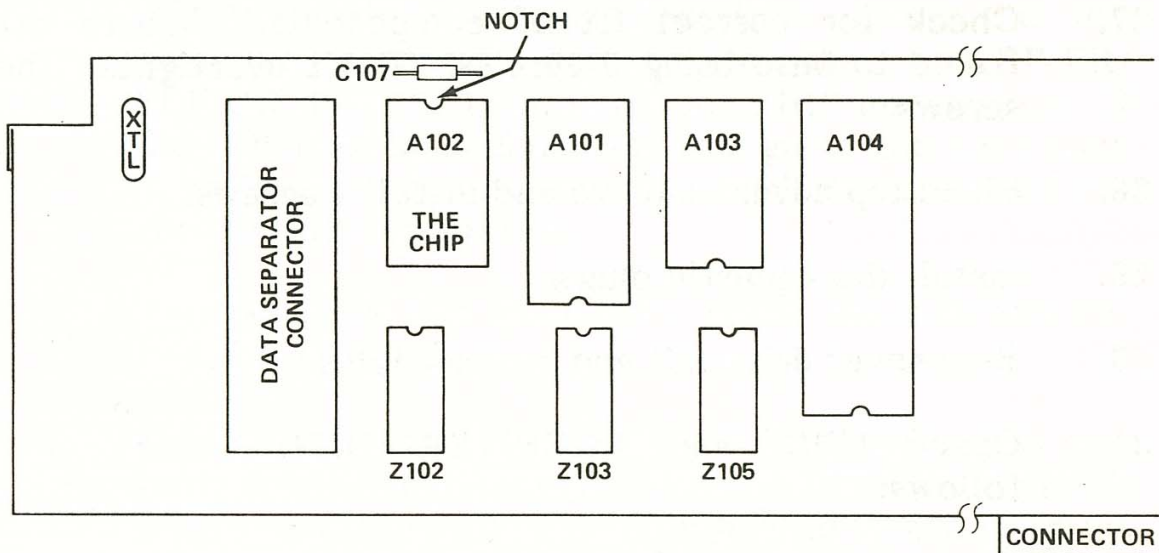 NOTCH
C107
XTL
DATA SEPARATOR
CONNECTOR
A102
THE
CHIP
A101
A103
A104
Z102
Z103
Z105
CONNECTOR